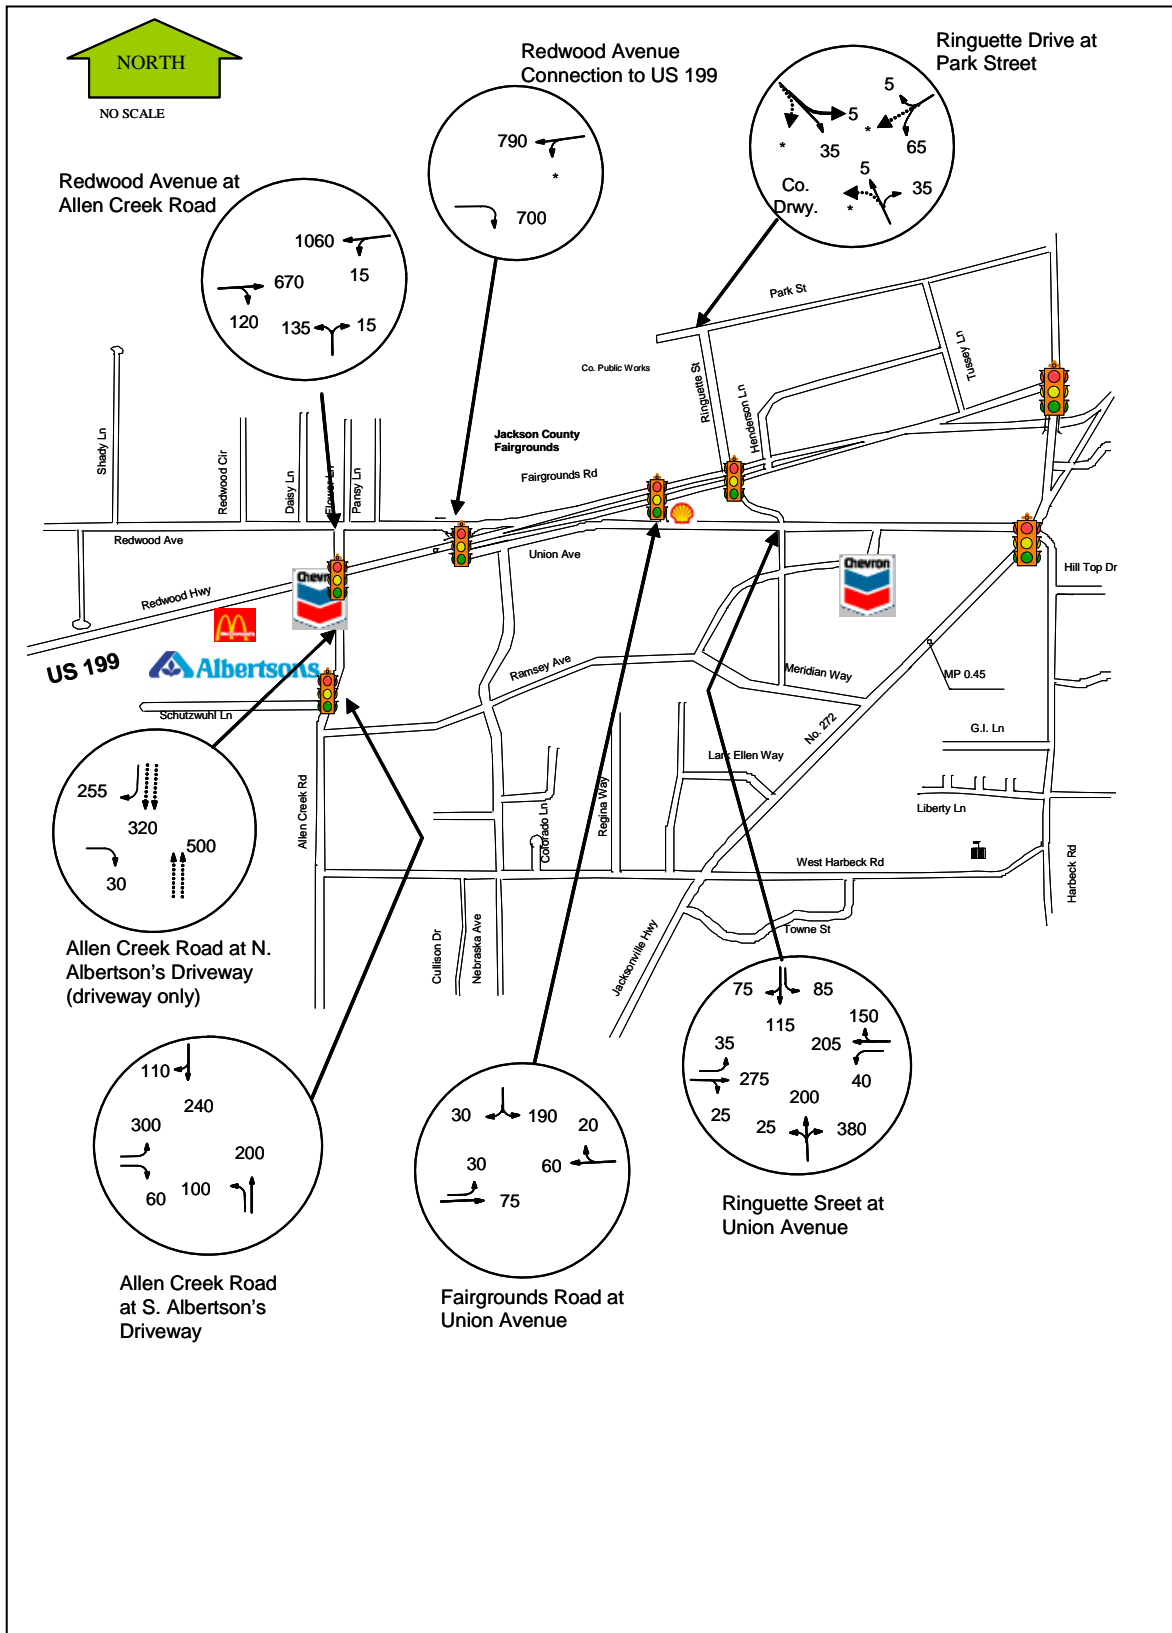 NORTH
NO SCALE
Redwood Avenue
Connection to US 199
Ringuette Drive at
Park Street
Redwood Avenue at
Allen Creek Road
790
*
700
5
5
*
*
35
65
5
35
*
Co.
Drwy.
1060
15
670
120
135
15
Park St
Co. Public Works
Ringuette St
Henderson Ln
Tussey Ln
Jackson County
Fairgrounds
Fairgrounds Rd
Shady Ln
Redwood Cir
Daisy Ln
Flower Ln
Pansy Ln
Redwood Ave
Union Ave
Chevron
Chevron
Hill Top Dr
Redwood Hwy
McDonald's
US 199
Albertsons
Ramsey Ave
Meridian Way
MP 0.45
Schutzwuhl Ln
No. 272
G.I. Ln
Lark Ellen Way
Allen Creek Rd
Colorado Ln
Regina Way
Liberty Ln
West Harbeck Rd
Harbeck Rd
Towne St
Cullison Dr
Nebraska Ave
Jacksonville Hwy
255
320
500
30
Allen Creek Road at N.
Albertson's Driveway
(driveway only)
75
85
115
150
35
205
275
40
200
25
25
380
Ringuette Sreet at
Union Avenue
110
240
300
200
60
100
Allen Creek Road
at S. Albertson's
Driveway
30
190
20
30
60
75
Fairgrounds Road at
Union Avenue